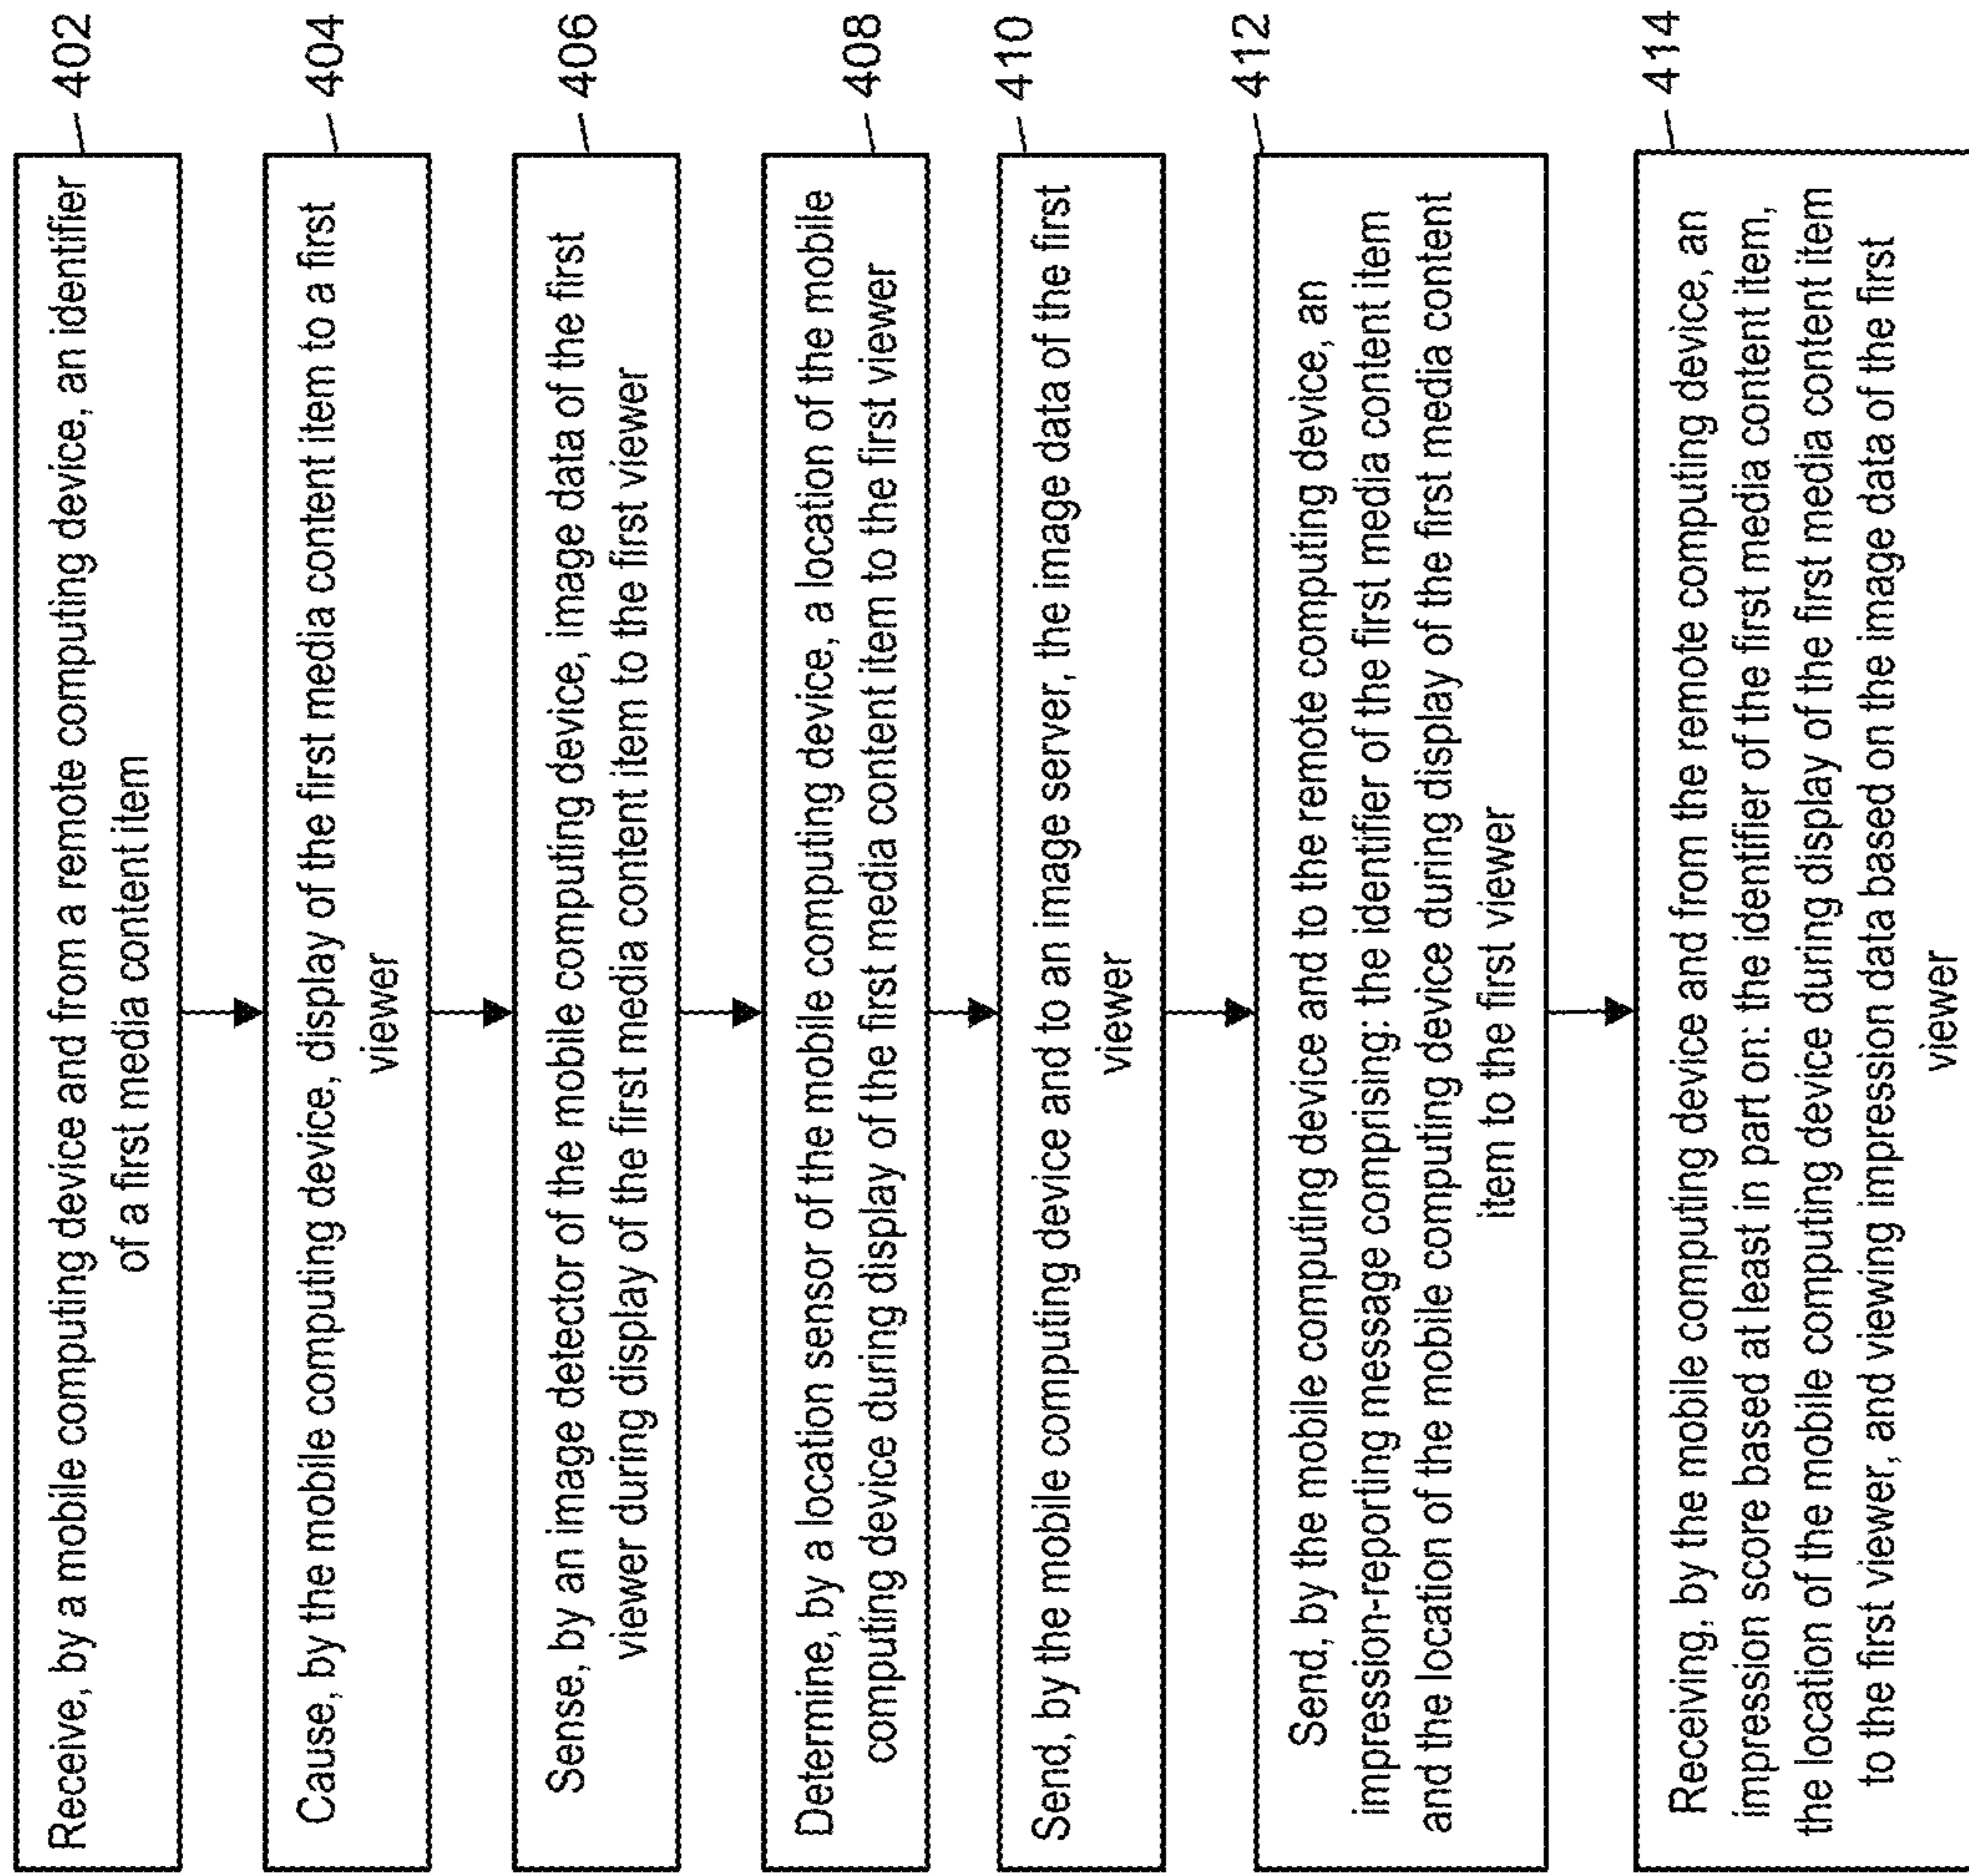 Receive, by a mobile computing device and from a remote computing device, an identifier
of a first media content item
402
Cause, by the mobile computing device, display of the first media content item to a first
viewer
404
Sense, by an image detector of the mobile computing device, image data of the first
viewer during display of the first media content item to the first viewer
406
Determine, by a location sensor of the mobile computing device, a location of the mobile
computing device during display of the first media content item to the first viewer
408
Send, by the mobile computing device and to an image server, the image data of the first
viewer
410
Send, by the mobile computing device and to the remote computing device, an
impression-reporting message comprising: the identifier of the first media content item
and the location of the mobile computing device during display of the first media content
item to the first viewer
412
Receiving, by the mobile computing device and from the remote computing device, an
impression score based at least in part on: the identifier of the first media content item,
the location of the mobile computing device during display of the first media content item
to the first viewer, and viewing impression data based on the image data of the first
viewer
414